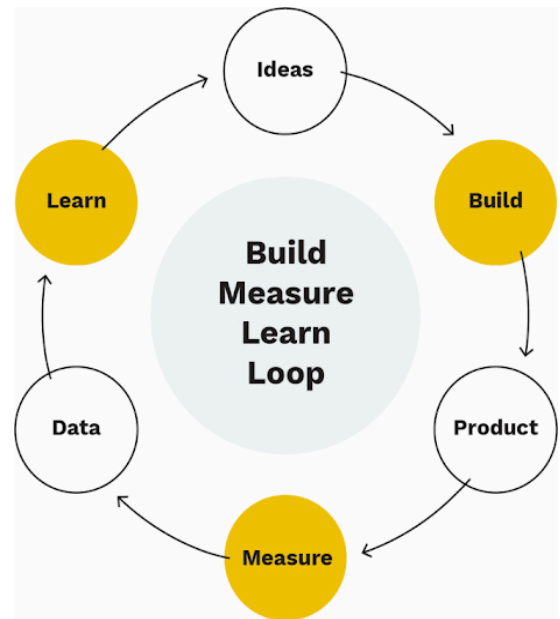 Ideas
Build
Product
Measure
Data
Learn
Build
Measure
Learn
Loop